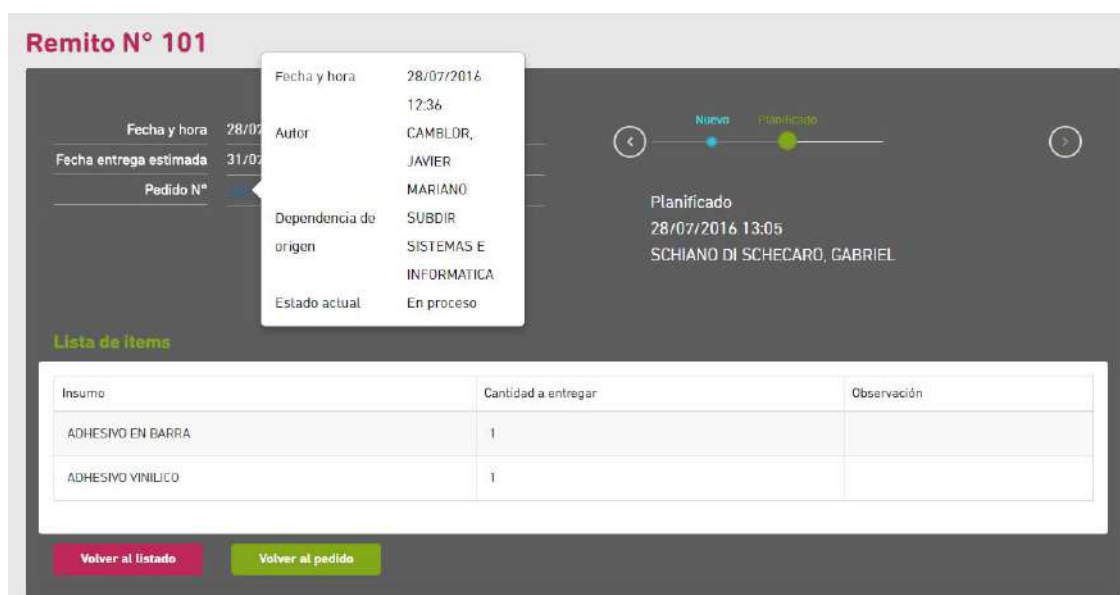 Remito N° 101
Fecha y hora 28/07
Fecha entrega estimada 31/07
Pedido N°
Fecha y hora 28/07/2016
12:36
Autor CAMBLOR,
JAVIER
MARIANO
Dependencia de SUBDIR
origen SISTEMAS E
INFORMATICA
Estado actual En proceso
Nuevo Planificado
Planificado
28/07/2016 13:05
SCHIANO DI SCHECARO, GABRIEL
Lista de items
Insumo Cantidad a entregar Observación
ADHESIVO EN BARRA 1
ADHESIVO VINILICO 1
Volver al listado Volver al pedido